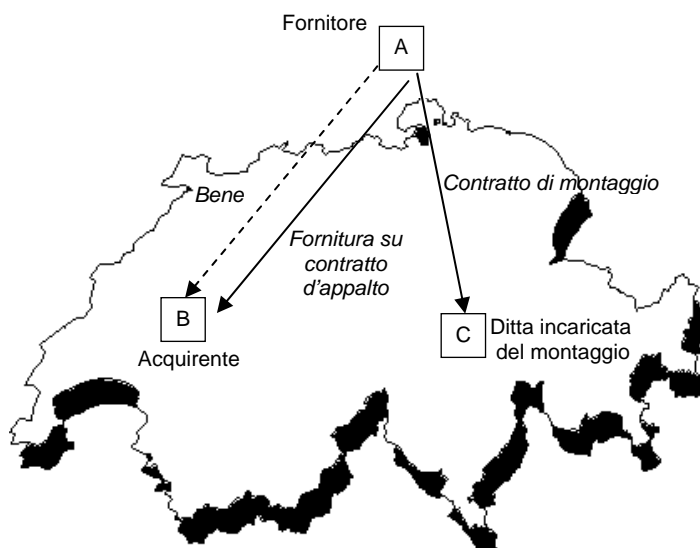 Fornitore
A
Bene
Contratto di montaggio
Fornitura su
contratto
d'appalto
B
Acquirente
C
Ditta incaricata
del montaggio